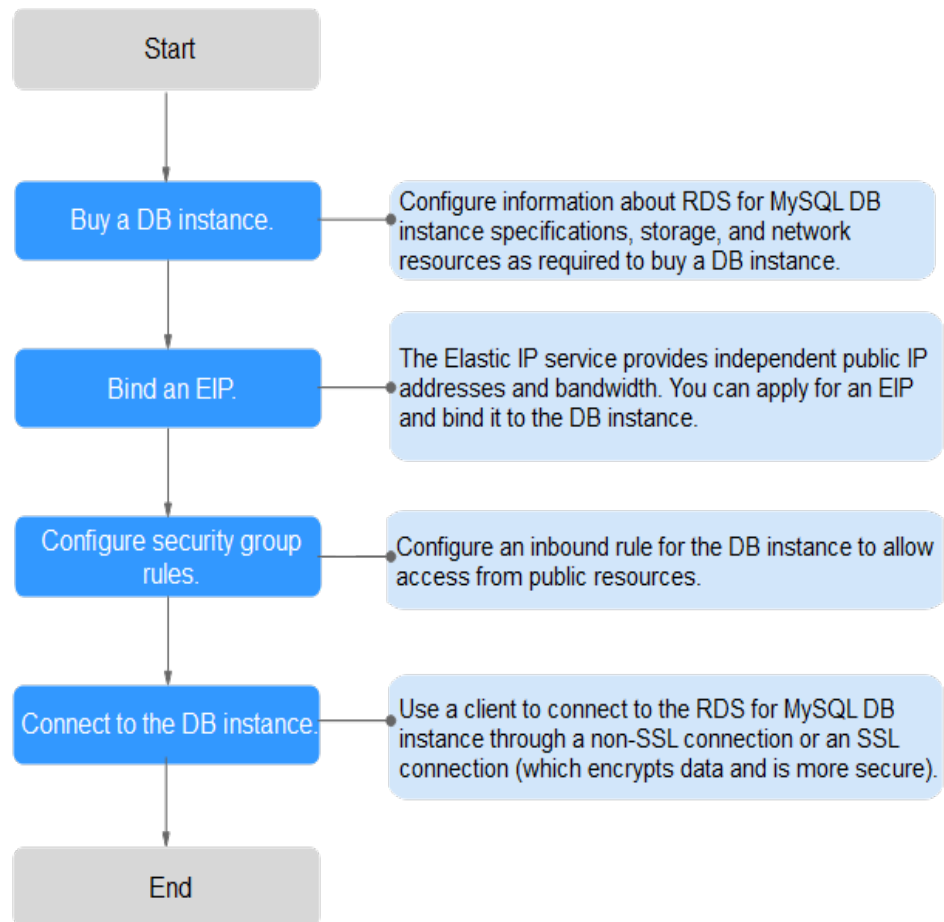 Start
Buy a DB instance.
Configure information about RDS for MySQL DB
instance specifications, storage, and network
resources as required to buy a DB instance.
Bind an EIP.
The Elastic IP service provides independent public IP
addresses and bandwidth. You can apply for an EIP
and bind it to the DB instance.
Configure security group
rules.
Configure an inbound rule for the DB instance to allow
access from public resources.
Connect to the DB instance.
Use a client to connect to the RDS for MySQL DB
instance through a non-SSL connection or an SSL
connection (which encrypts data and is more secure).
End